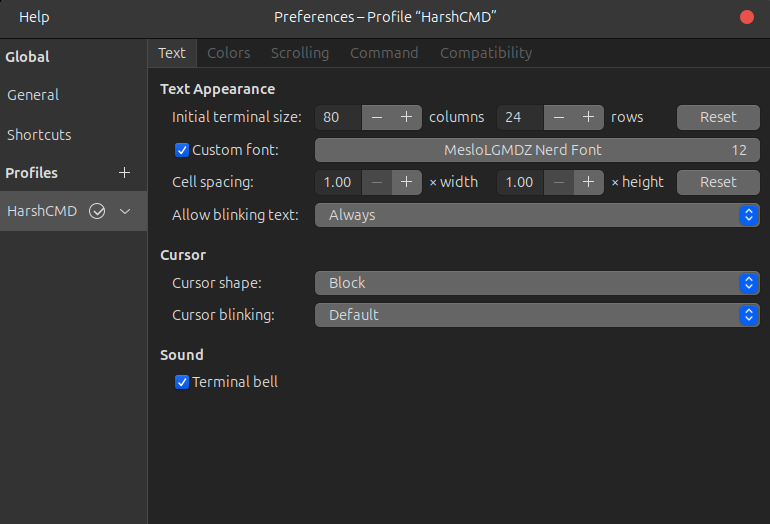 Help Preferences – Profile “HarshCMD”
Global
General
Shortcuts
Profiles
HarshCMD
Text Colors Scrolling Command Compatibility
Text Appearance
Initial terminal size: 80 − + columns 24 − + rows Reset
Custom font: MesloLGMDZ Nerd Font 12
Cell spacing: 1.00 − + × width 1.00 − + × height Reset
Allow blinking text: Always
Cursor
Cursor shape: Block
Cursor blinking: Default
Sound
Terminal bell